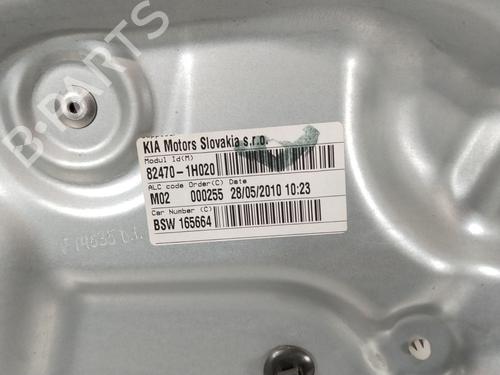 B-PARTS
KIA Motors Slovakia s.r.o.
Modul Id(M)
82470-1H020
ALC code Order(C) Date
M02 000255 28/05/2010 10:23
Car Number (C)
BSW 165664